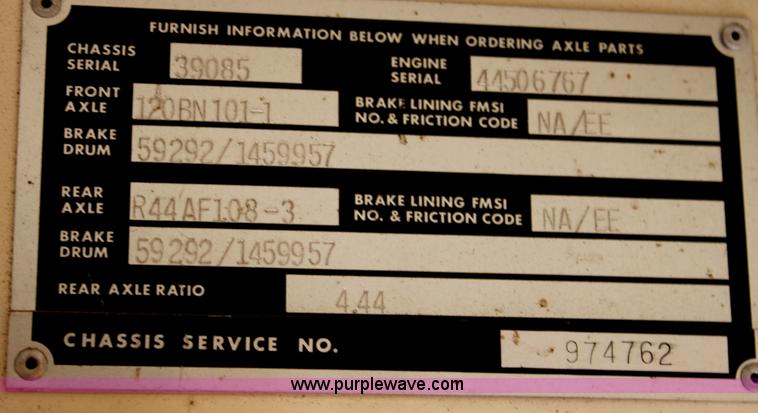 FURNISH INFORMATION BELOW WHEN ORDERING AXLE PARTS
CHASSIS SERIAL 39085 ENGINE SERIAL 44506767
FRONT AXLE 120BN101-1 BRAKE LINING FMSI NO. & FRICTION CODE NA/EE
BRAKE DRUM 59292/1459957
REAR AXLE R44AF108-3 BRAKE LINING FMSI NO. & FRICTION CODE NA/EE
BRAKE DRUM 59292/1459957
REAR AXLE RATIO 4.44
CHASSIS SERVICE NO. 974762
www.purplewave.com